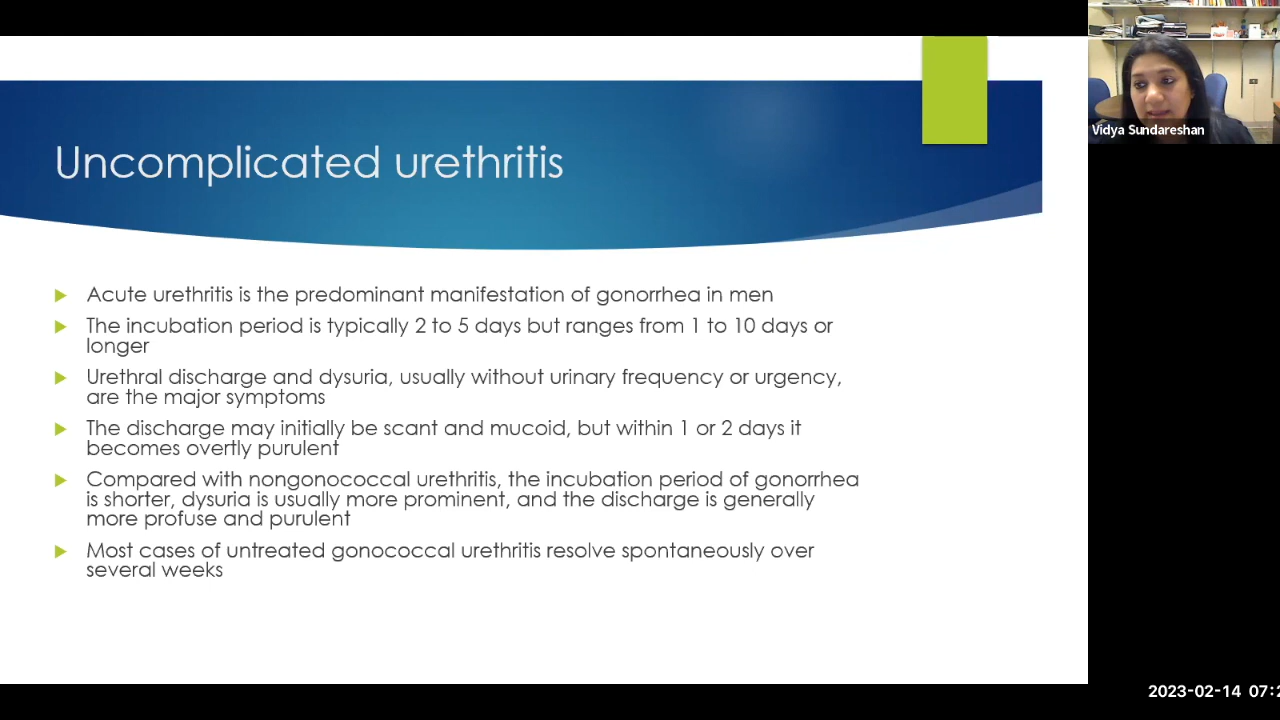 Vidya Sundareshan
Uncomplicated urethritis
Acute urethritis is the predominant manifestation of gonorrhea in men
The incubation period is typically 2 to 5 days but ranges from 1 to 10 days or
longer
Urethral discharge and dysuria, usually without urinary frequency or urgency,
are the major symptoms
The discharge may initially be scant and mucoid, but within 1 or 2 days it
becomes overtly purulent
Compared with nongonococcal urethritis, the incubation period of gonorrhea
is shorter, dysuria is usually more prominent, and the discharge is generally
more profuse and purulent
Most cases of untreated gonococcal urethritis resolve spontaneously over
several weeks
2023-02-14 07:2